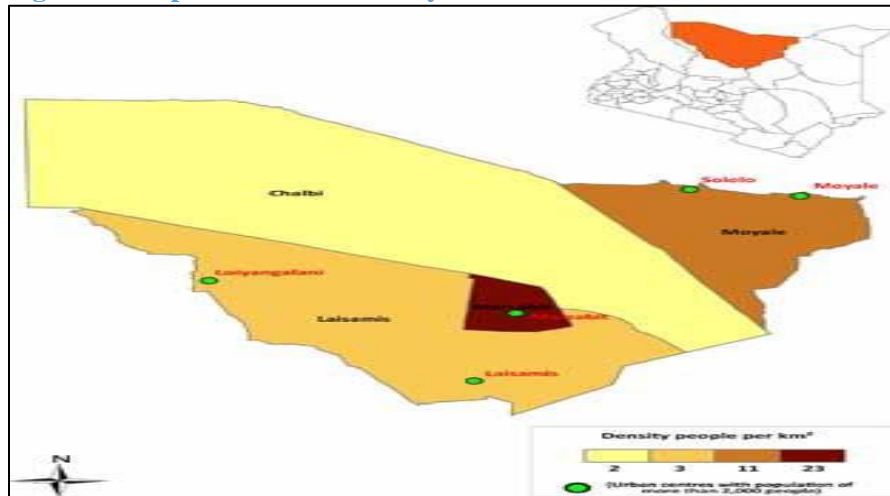 Sololo
Moyale
Chalbi
Moyale
Loiyangalani
Laisamis
Laisamis
Density people per km²
N
2 3 11 23
(Urban centres with population of
more than 2,000 people)